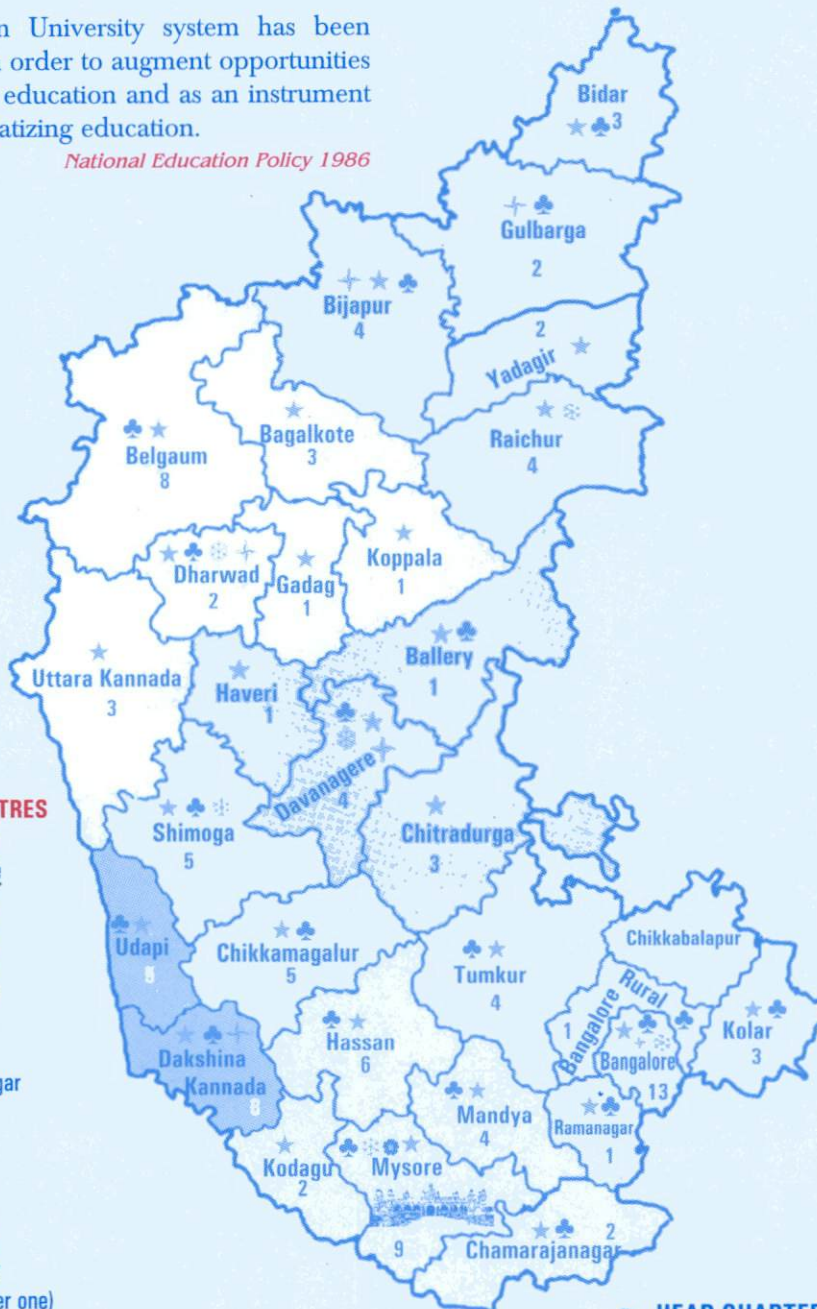 n University system has been
order to augment opportunities
education and as an instrument
atizing education.
National Education Policy 1986
Bidar
3
Gulbarga
2
Bijapur
4
2
Yadagir
Bagalkote
3
Raichur
4
Belgaum
8
Dharwad
2
Gadag
1
Koppala
1
Uttara Kannada
3
Haveri
1
Ballery
1
Davanagere
4
TRES
Shimoga
5
Chitradurga
3
Udapi
5
Chikkamagalur
5
Tumkur
4
Chikkabalapur
Bangalore Rural
1
Bangalore
13
Kolar
3
Hassan
6
Dakshina
Kannada
8
gar
Mandya
4
Ramanagar
1
Kodagu
2
Mysore
9
Chamarajanagar
2
er one)
HEAD QUARTER